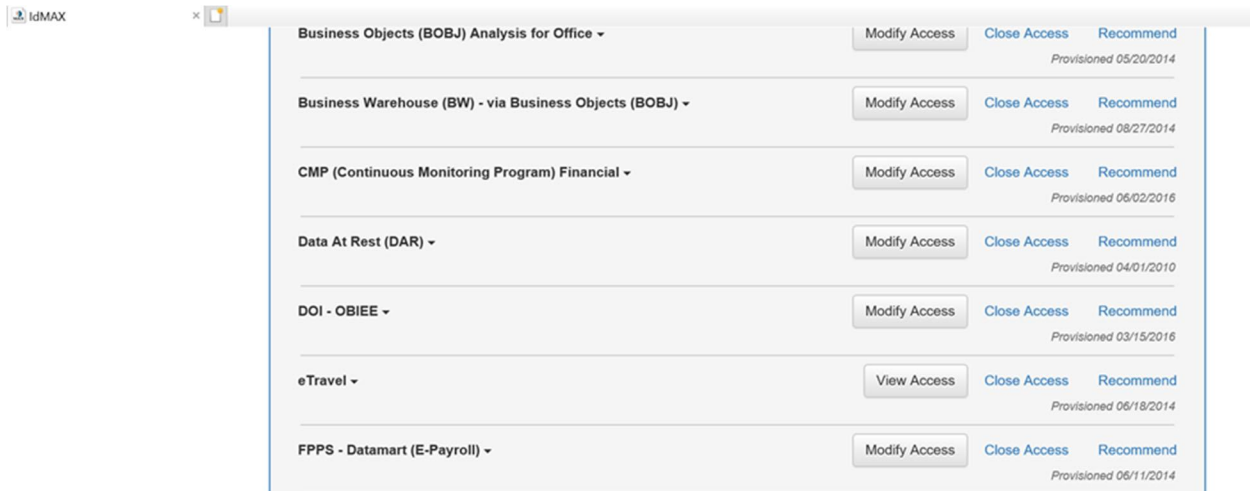 IdMAX ×
Business Objects (BOBJ) Analysis for Office Modify Access Close Access Recommend
Provisioned 05/20/2014
Business Warehouse (BW) - via Business Objects (BOBJ) Modify Access Close Access Recommend
Provisioned 08/27/2014
CMP (Continuous Monitoring Program) Financial Modify Access Close Access Recommend
Provisioned 06/02/2016
Data At Rest (DAR) Modify Access Close Access Recommend
Provisioned 04/01/2010
DOI - OBIEE Modify Access Close Access Recommend
Provisioned 03/15/2016
eTravel View Access Close Access Recommend
Provisioned 06/18/2014
FPPS - Datamart (E-Payroll) Modify Access Close Access Recommend
Provisioned 06/11/2014